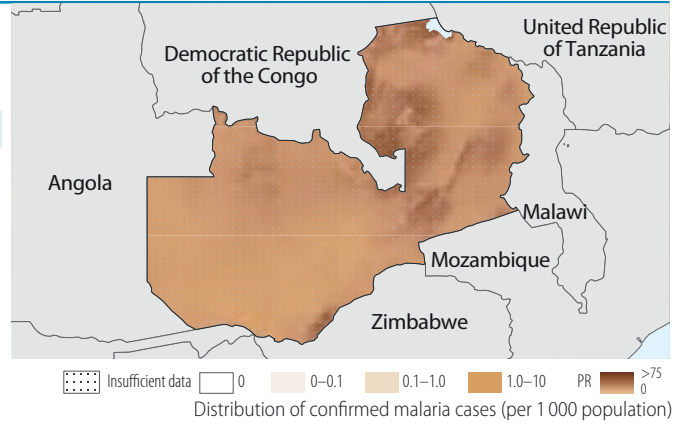 United Republic
of Tanzania
Democratic Republic
of the Congo
Angola
Malawi
Mozambique
Zimbabwe
Insufficient data 0 0–0.1 0.1–1.0 1.0–10 PR >75
0
Distribution of confirmed malaria cases (per 1 000 population)